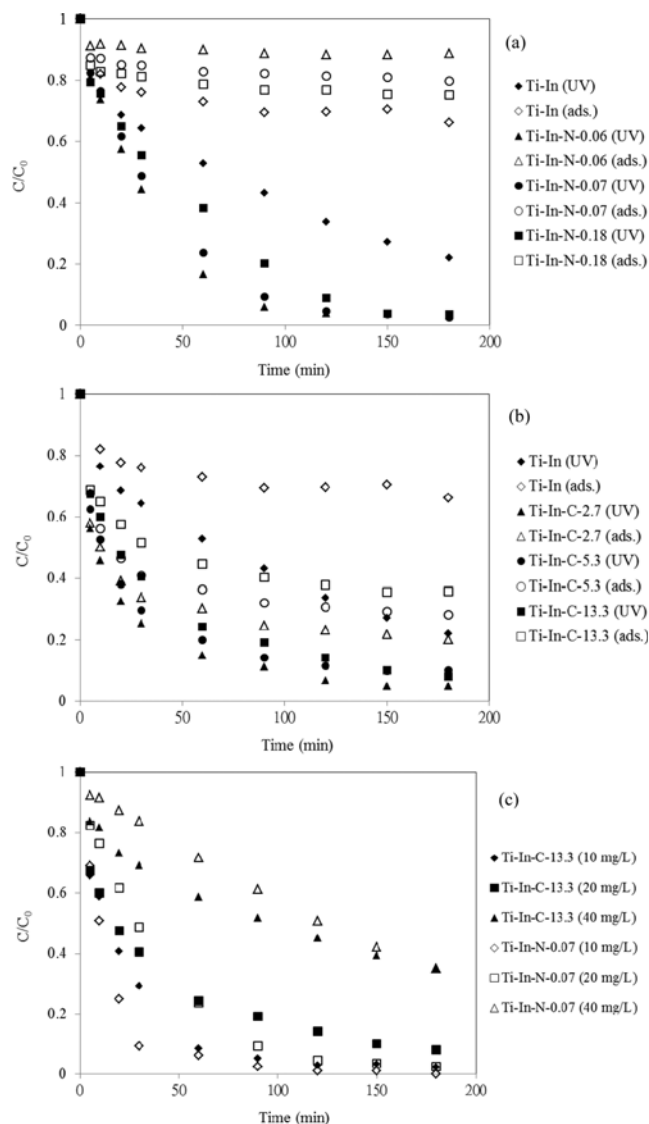 (a)
1
0.8
0.6
0.4
0.2
0
C/C₀
0 50 100 150 200
Time (min)
Ti-In (UV)
Ti-In (ads.)
Ti-In-N-0.06 (UV)
Ti-In-N-0.06 (ads.)
Ti-In-N-0.07 (UV)
Ti-In-N-0.07 (ads.)
Ti-In-N-0.18 (UV)
Ti-In-N-0.18 (ads.)
(b)
1
0.8
0.6
0.4
0.2
0
C/C₀
0 50 100 150 200
Time (min)
Ti-In (UV)
Ti-In (ads.)
Ti-In-C-2.7 (UV)
Ti-In-C-2.7 (ads.)
Ti-In-C-5.3 (UV)
Ti-In-C-5.3 (ads.)
Ti-In-C-13.3 (UV)
Ti-In-C-13.3 (ads.)
(c)
1
0.8
0.6
0.4
0.2
0
C/C₀
0 50 100 150 200
Time (min)
Ti-In-C-13.3 (10 mg/L)
Ti-In-C-13.3 (20 mg/L)
Ti-In-C-13.3 (40 mg/L)
Ti-In-N-0.07 (10 mg/L)
Ti-In-N-0.07 (20 mg/L)
Ti-In-N-0.07 (40 mg/L)